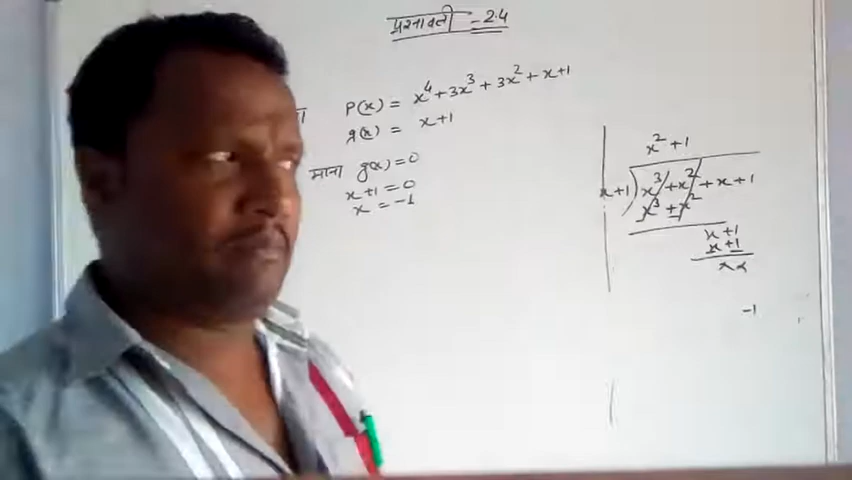 प्रश्नावली - 2.4
P(x) = x⁴ + 3x³ + 3x² + x + 1
g(x) = x+1
माना g(x) = 0
x+1 = 0
x = -1
x² + 1
x+1) x³ + x² + x + 1
x³ + x²
x + 1
x + 1
x x
-1